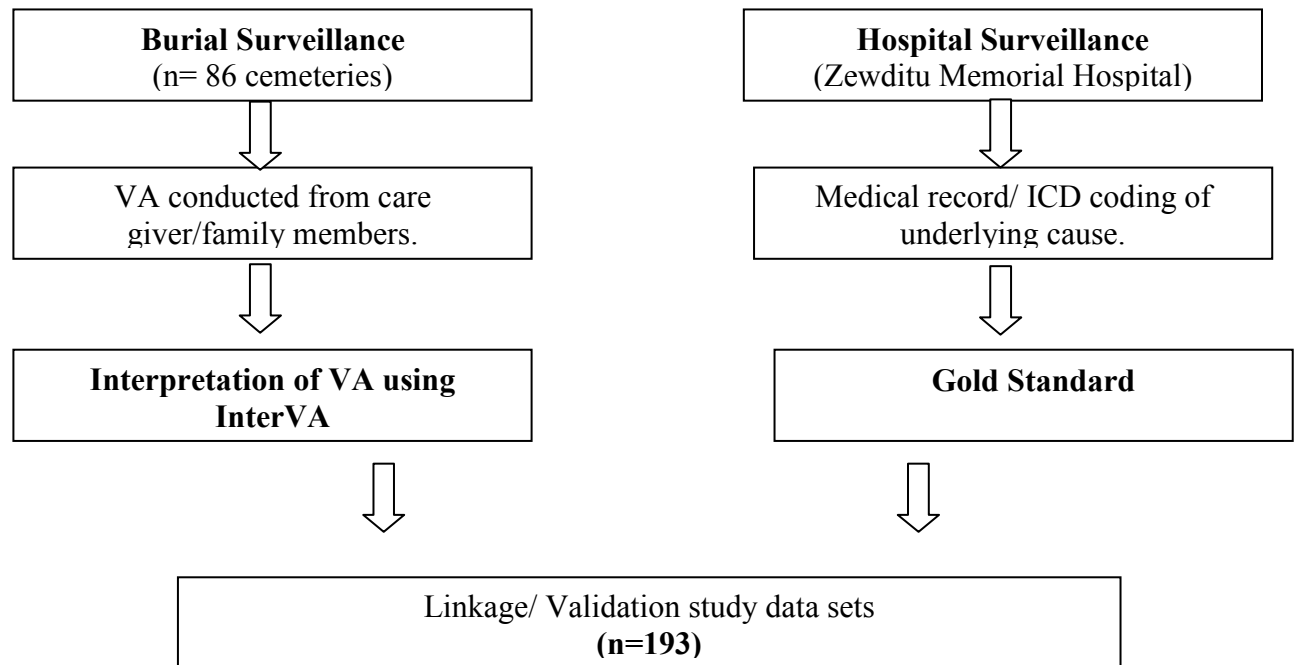 Burial Surveillance
(n= 86 cemeteries)
Hospital Surveillance
(Zewditu Memorial Hospital)
VA conducted from care
giver/family members.
Medical record/ ICD coding of
underlying cause.
Interpretation of VA using
InterVA
Gold Standard
Linkage/ Validation study data sets
(n=193)